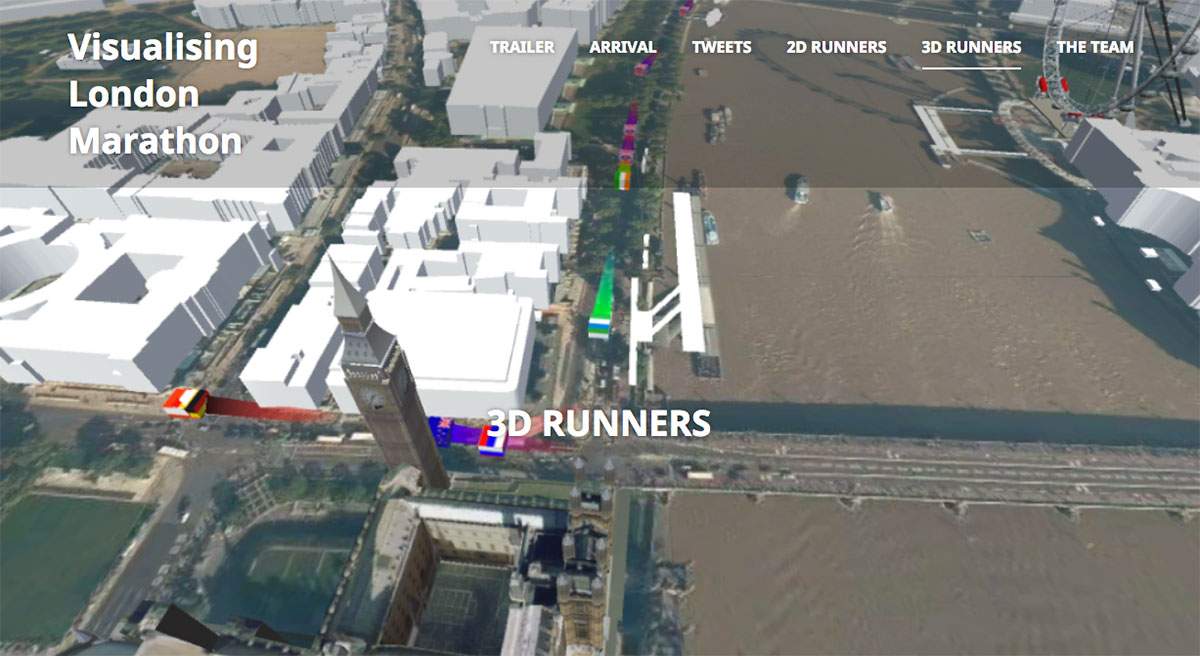 Visualising
London
Marathon
TRAILER ARRIVAL TWEETS 2D RUNNERS 3D RUNNERS THE TEAM
3D RUNNERS